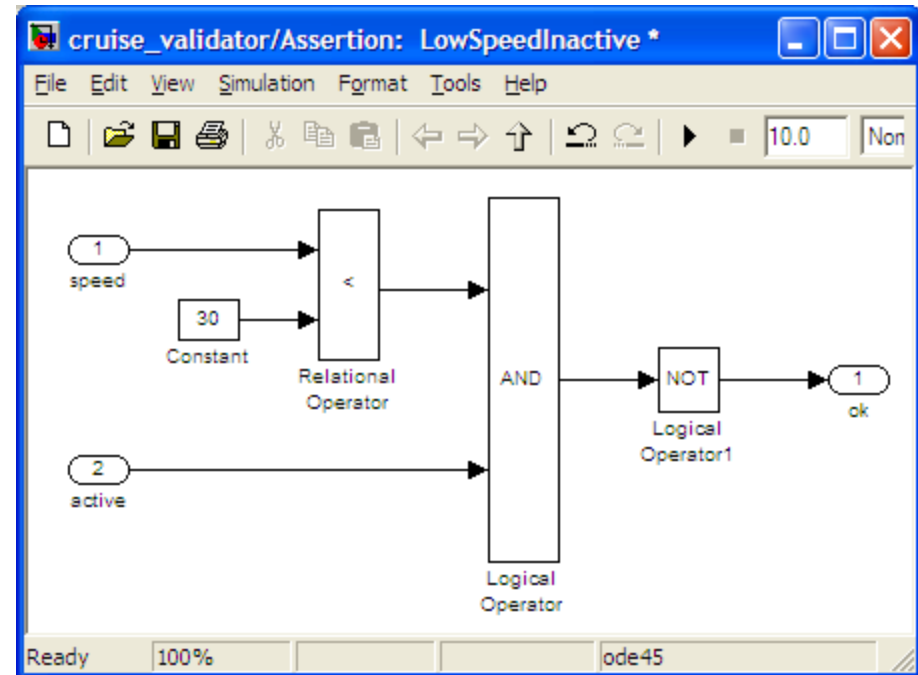 cruise_validator/Assertion: LowSpeedInactive *
File Edit View Simulation Format Tools Help
10.0 Nor
1
speed
30
Constant
<
Relational
Operator
AND
NOT
Logical
Operator1
1
ok
2
active
Logical
Operator
Ready 100% ode45